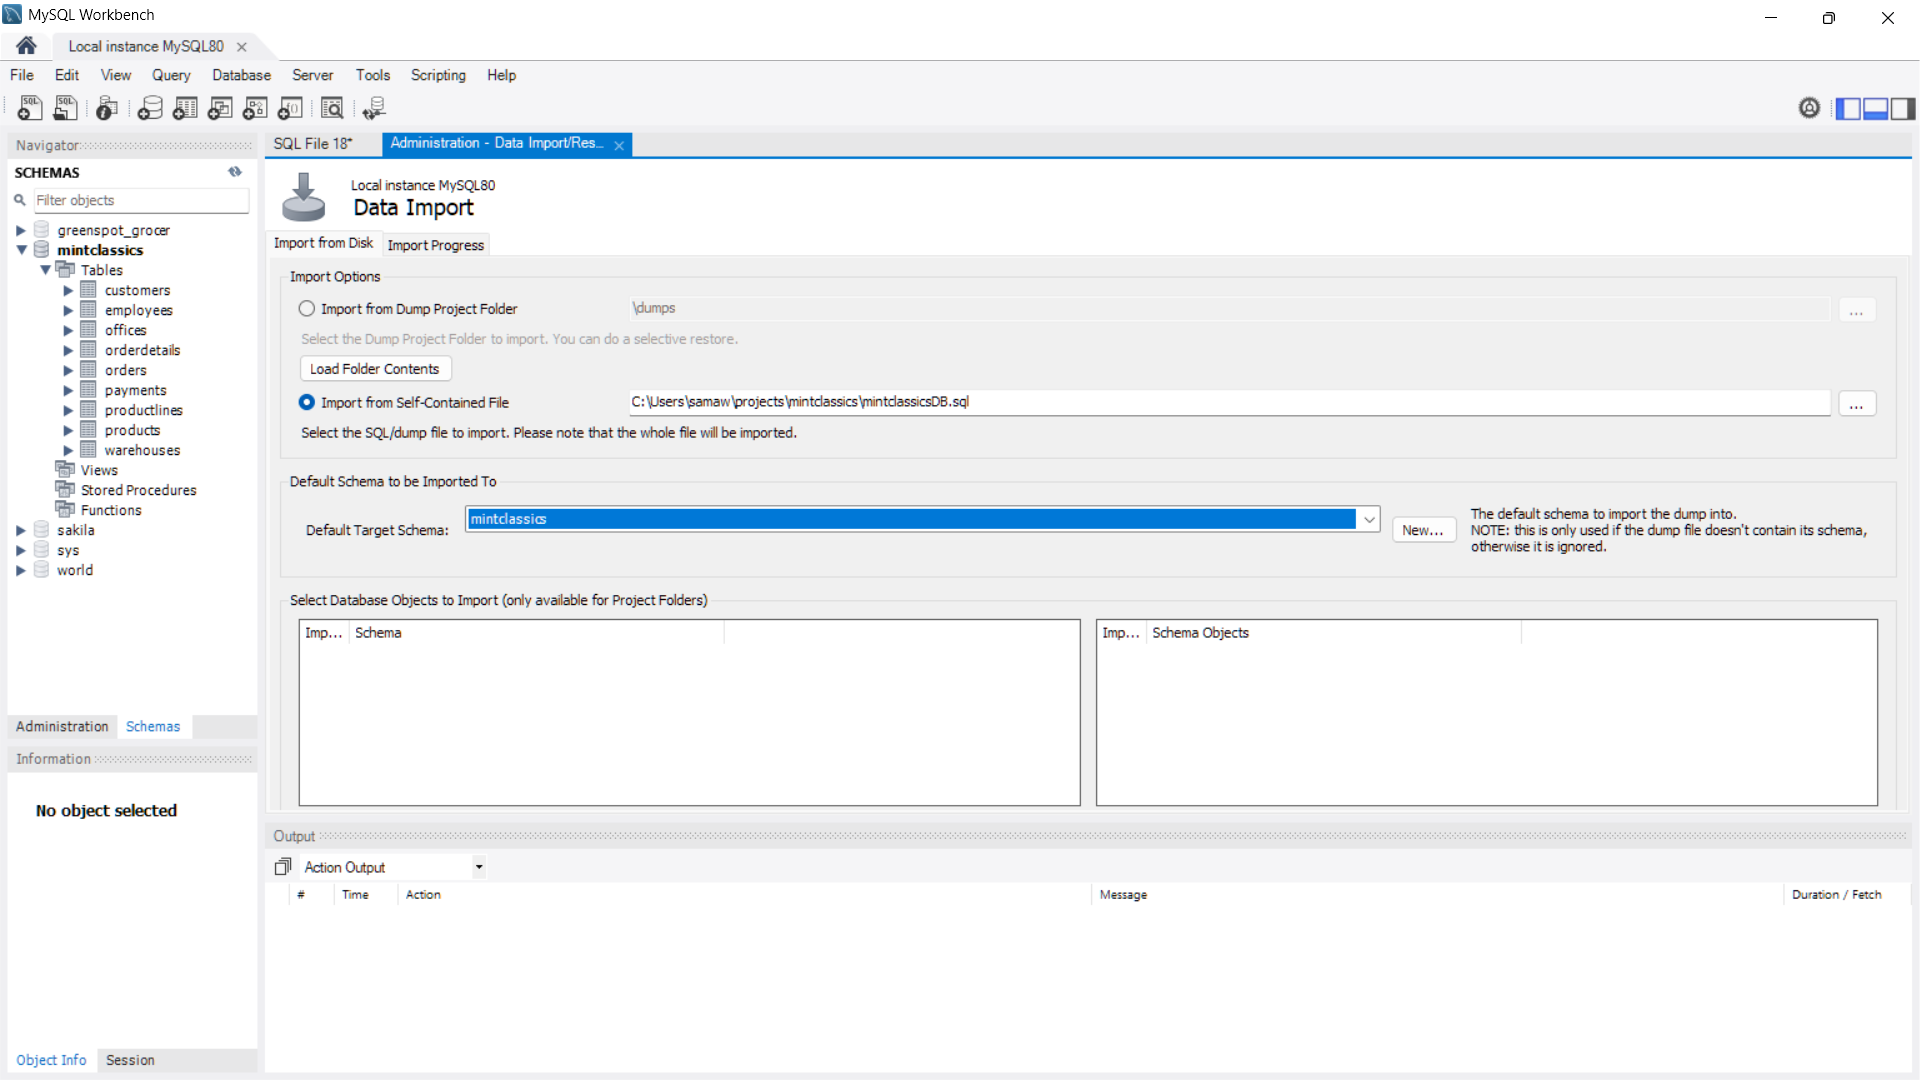 MySQL Workbench
Local instance MySQL80
File Edit View Query Database Server Tools Scripting Help
Navigator
SCHEMAS
Filter objects
greenspot_grocer
mintclassics
Tables
customers
employees
offices
orderdetails
orders
payments
productlines
products
warehouses
Views
Stored Procedures
Functions
sakila
sys
world
Administration Schemas
Information
No object selected
Object Info Session
SQL File 18* Administration - Data Import/Res...
Local instance MySQL80
Data Import
Import from Disk Import Progress
Import Options
Import from Dump Project Folder \dumps ...
Select the Dump Project Folder to import. You can do a selective restore.
Load Folder Contents
Import from Self-Contained File C:\Users\samaw\projects\mintclassics\mintclassicsDB.sql ...
Select the SQL/dump file to import. Please note that the whole file will be imported.
Default Schema to be Imported To
Default Target Schema: mintclassics New...
The default schema to import the dump into.
NOTE: this is only used if the dump file doesn't contain its schema,
otherwise it is ignored.
Select Database Objects to Import (only available for Project Folders)
Imp... Schema
Imp... Schema Objects
Output
Action Output
# Time Action Message Duration / Fetch